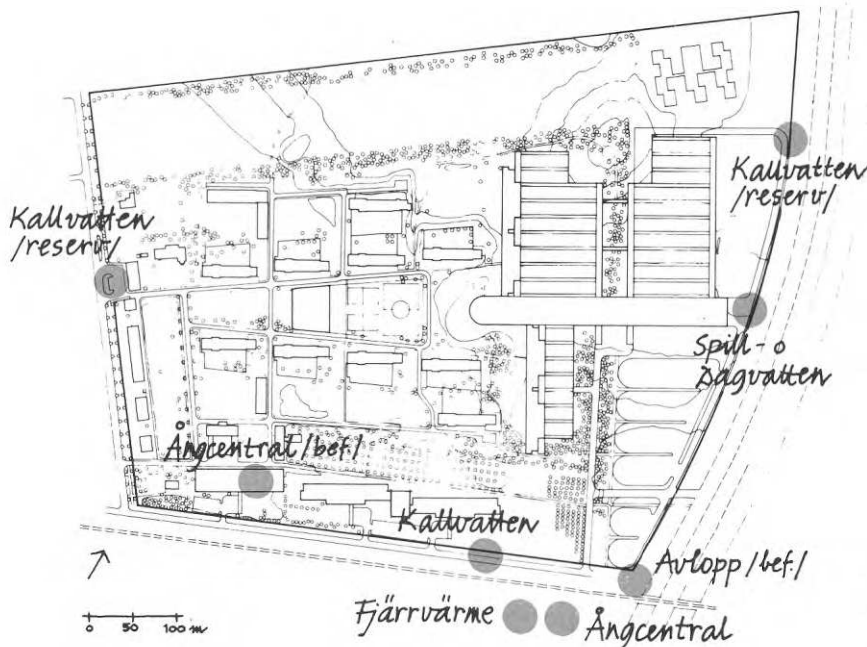 Kallvatten
/reserv/
Kallvatten
/reserv/
Spill- o
Dagvatten
Ångcentral /bef./
Kallvatten
Avlopp /bef./
Fjärrvärme
Ångcentral
0 50 100 m